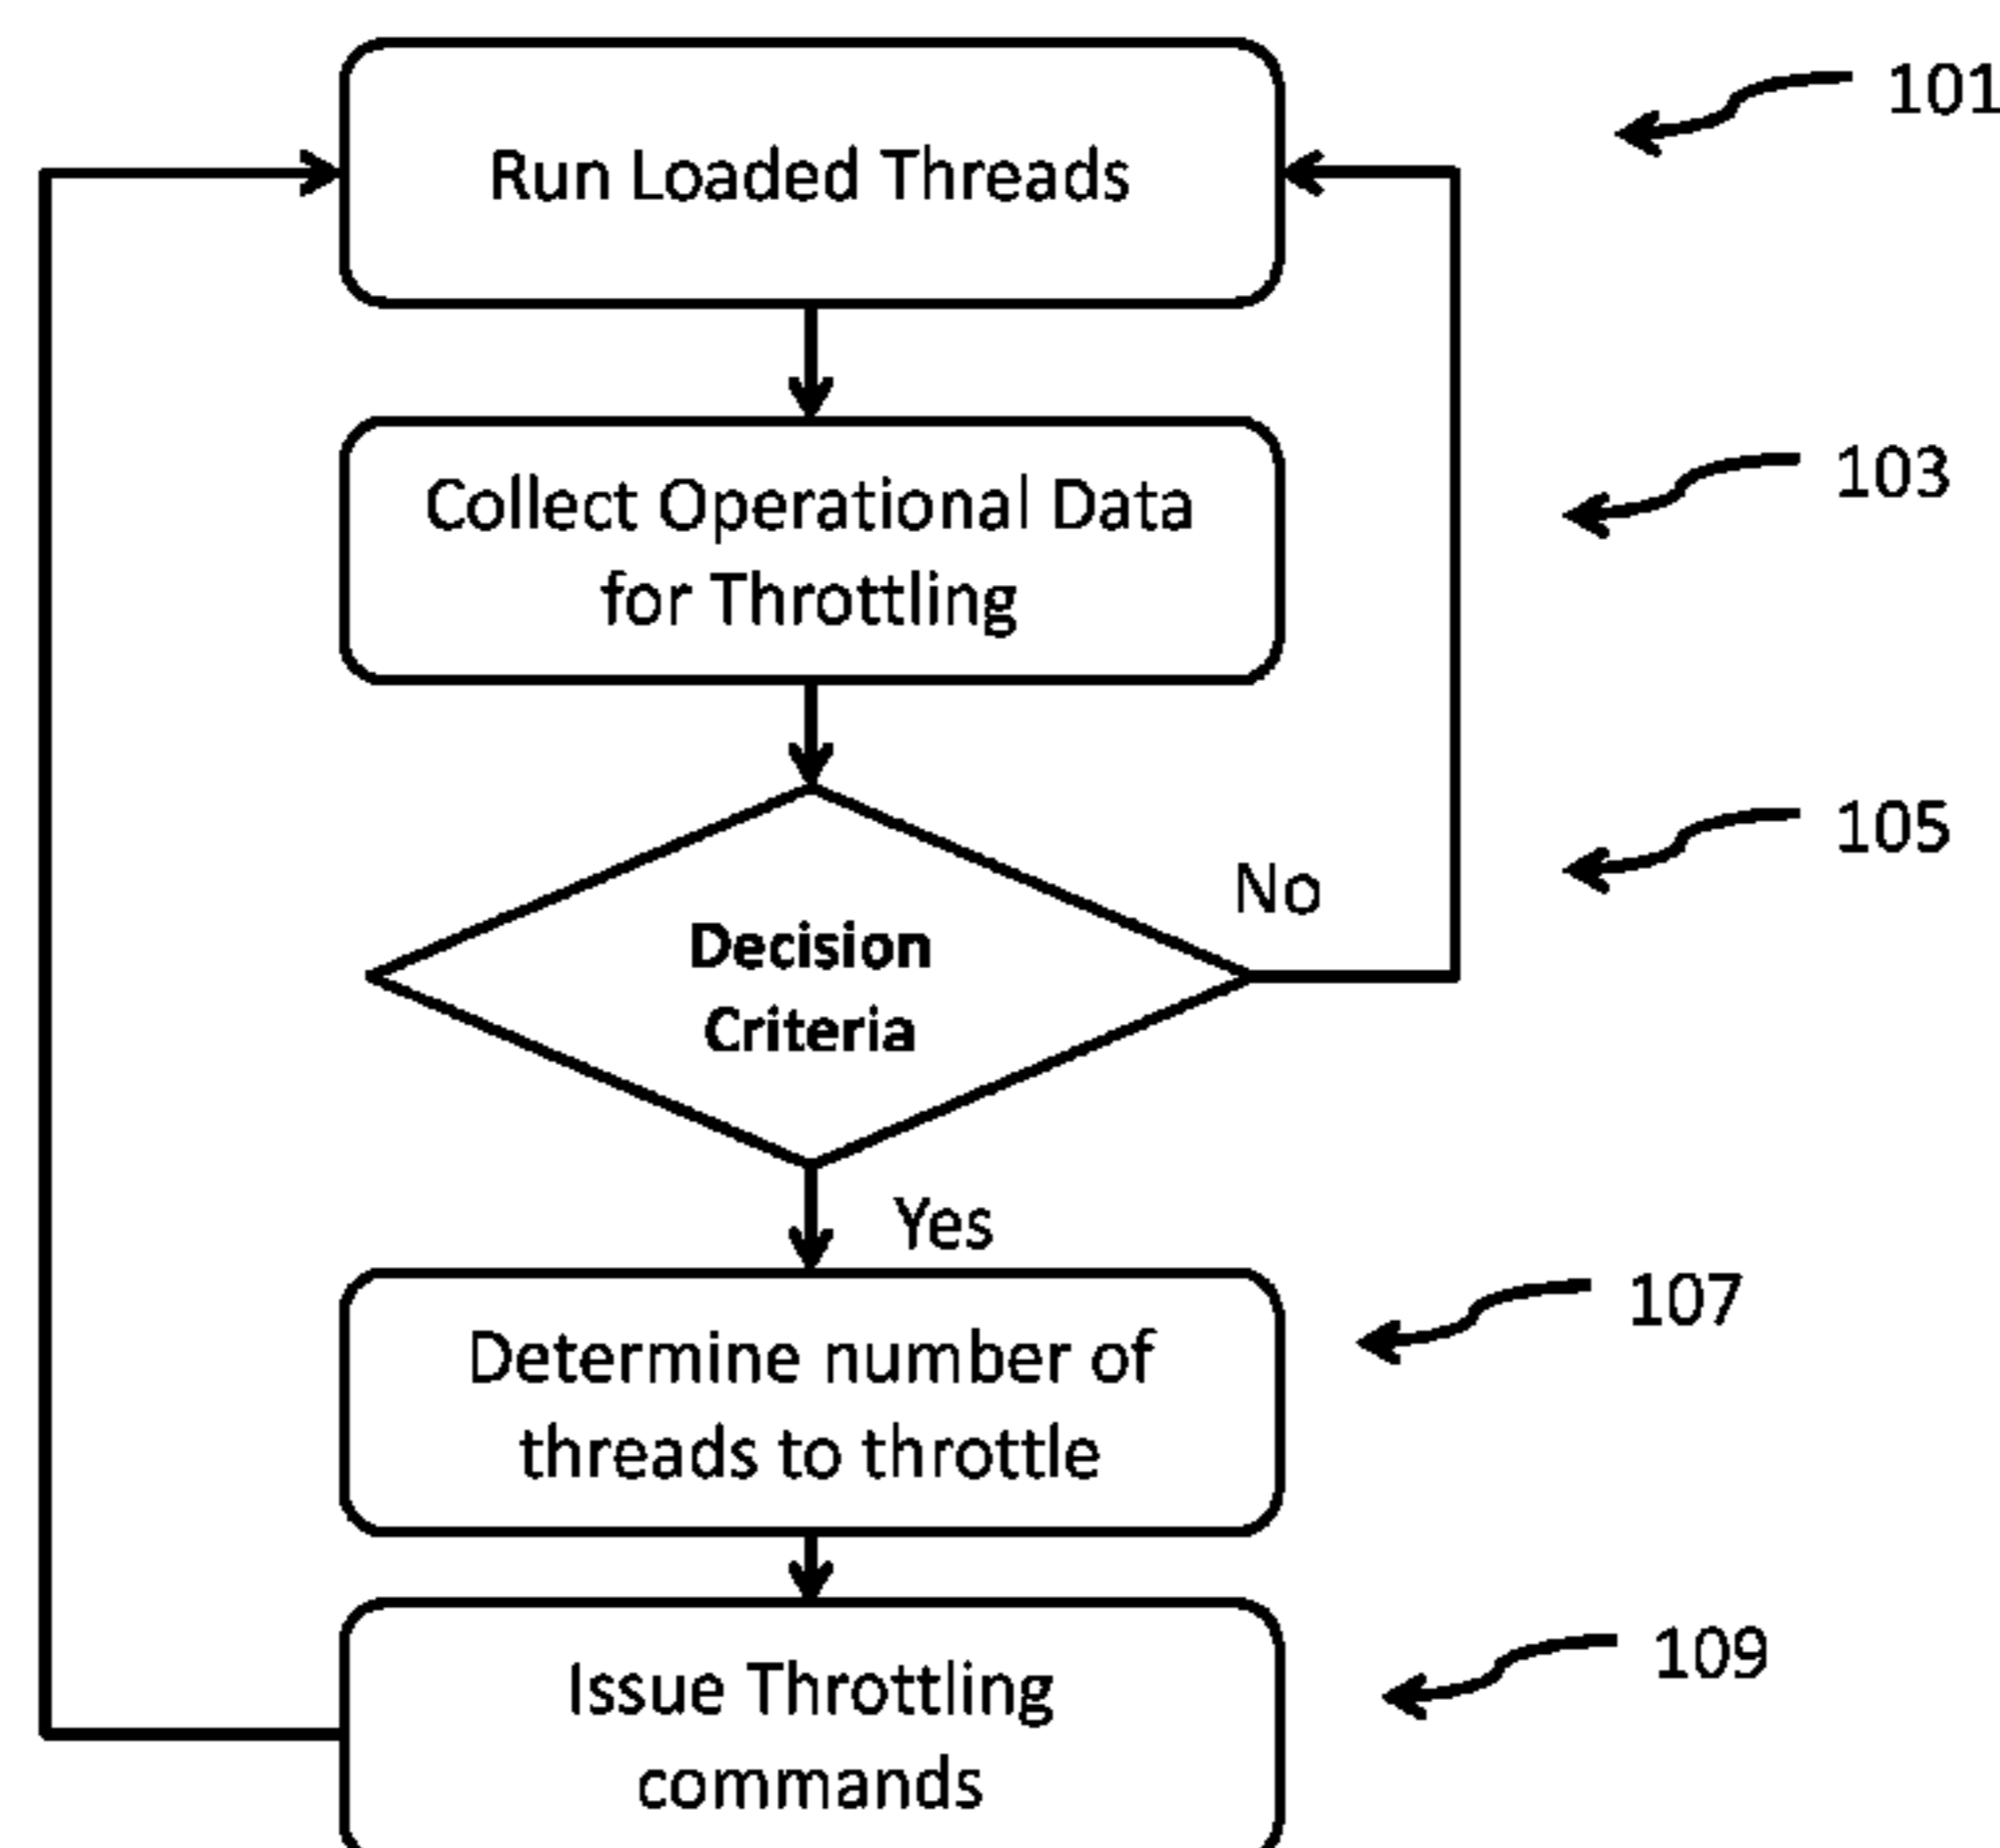 101
Run Loaded Threads
103
Collect Operational Data
for Throttling
105
No
Decision
Criteria
Yes
107
Determine number of
threads to throttle
109
Issue Throttling
commands